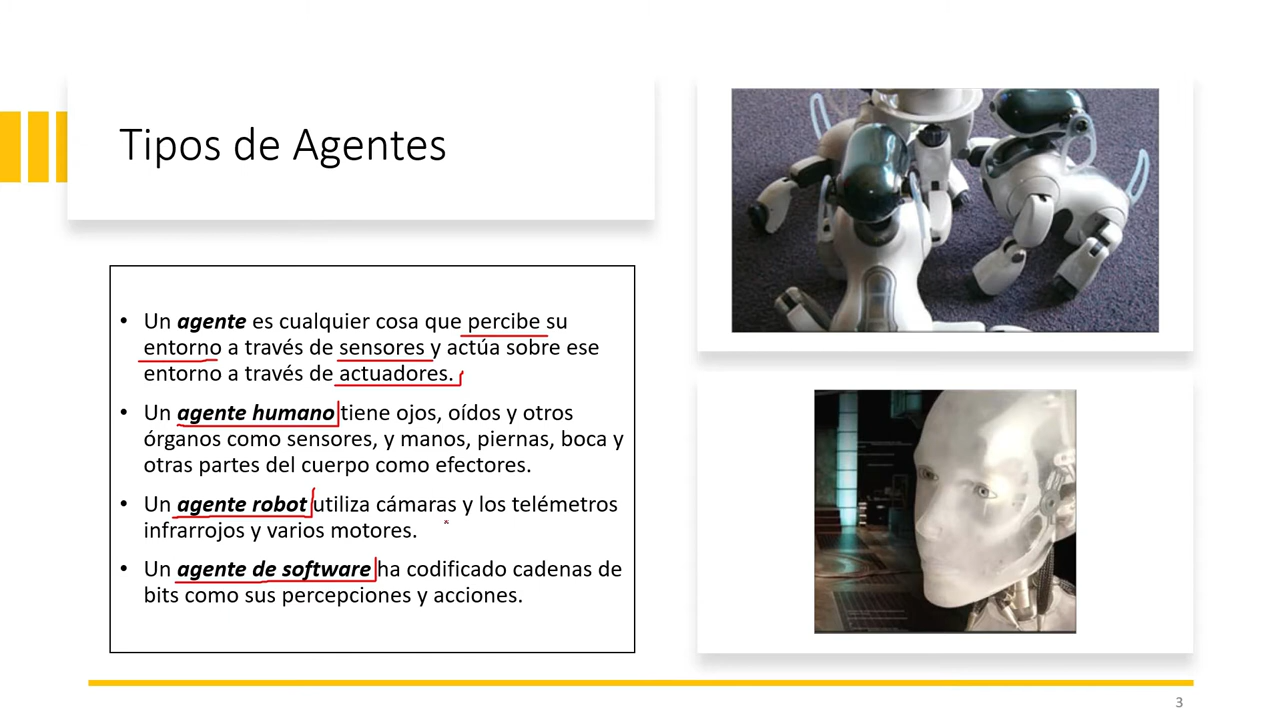 Tipos de Agentes
• Un agente es cualquier cosa que percibe su
entorno a través de sensores y actúa sobre ese
entorno a través de actuadores.
• Un agente humano tiene ojos, oídos y otros
órganos como sensores, y manos, piernas, boca y
otras partes del cuerpo como efectores.
• Un agente robot utiliza cámaras y los telémetros
infrarrojos y varios motores.
• Un agente de software ha codificado cadenas de
bits como sus percepciones y acciones.
3